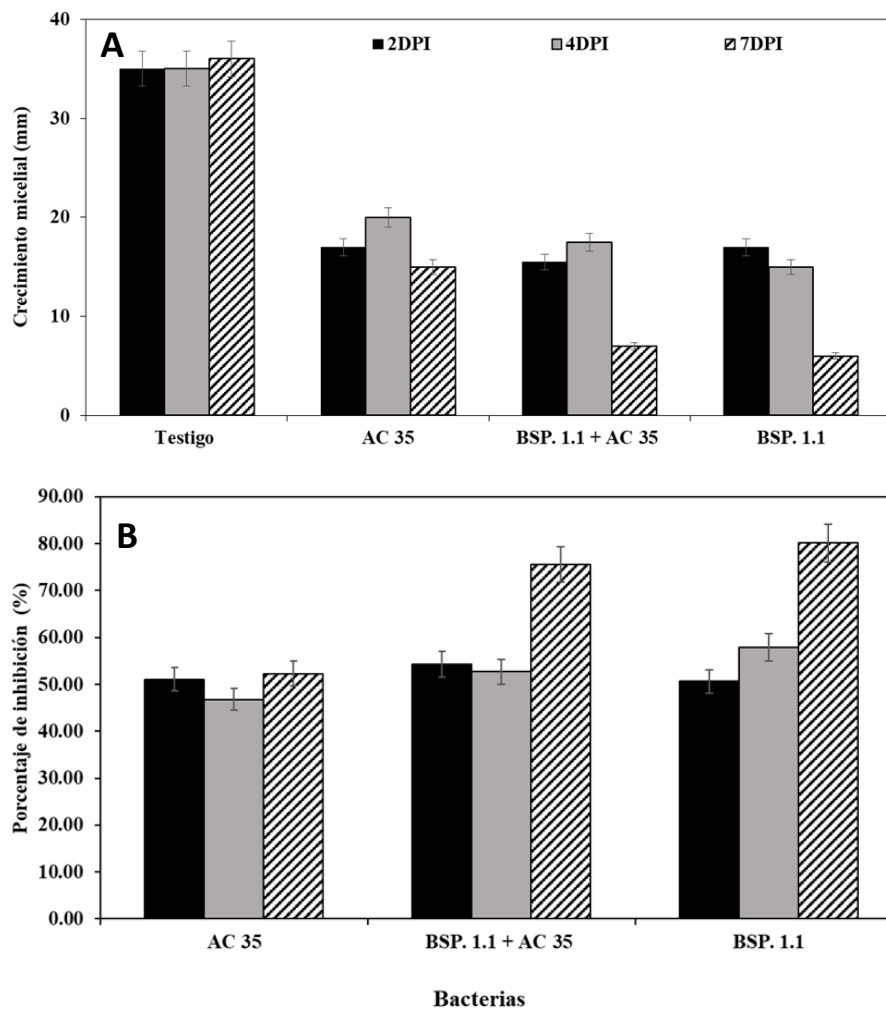 A
2DPI 4DPI 7DPI
Crecimiento micelial (mm)
40
30
20
10
0
Testigo AC 35 BSP. 1.1 + AC 35 BSP. 1.1
B
Porcentaje de inhibición (%)
90.00
80.00
70.00
60.00
50.00
40.00
30.00
20.00
10.00
0.00
AC 35 BSP. 1.1 + AC 35 BSP. 1.1
Bacterias